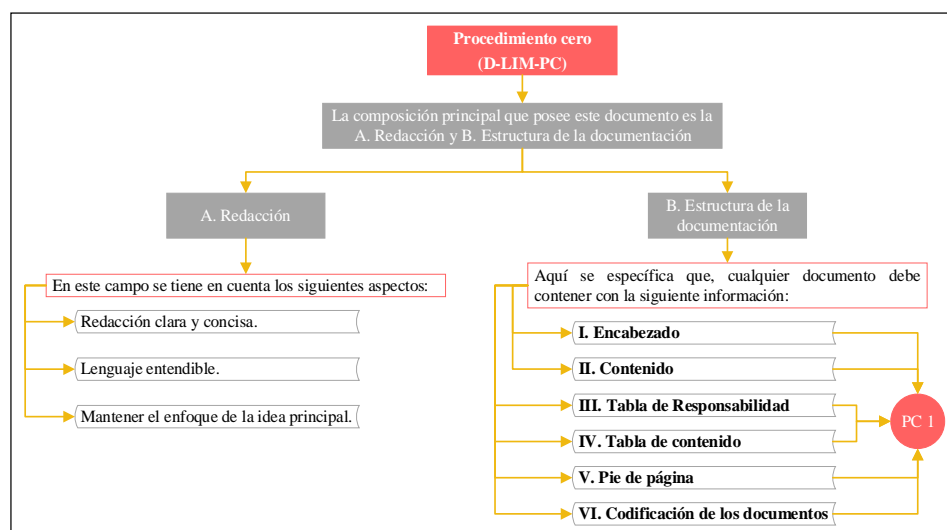 Procedimiento cero
(D-LIM-PC)
La composición principal que posee este documento es la
A. Redacción y B. Estructura de la documentación
A. Redacción
B. Estructura de la
documentación
En este campo se tiene en cuenta los siguientes aspectos:
Redacción clara y concisa.
Lenguaje entendible.
Mantener el enfoque de la idea principal.
Aquí se específica que, cualquier documento debe
contener con la siguiente información:
I. Encabezado
II. Contenido
III. Tabla de Responsabilidad
IV. Tabla de contenido
V. Pie de página
VI. Codificación de los documentos
PC 1